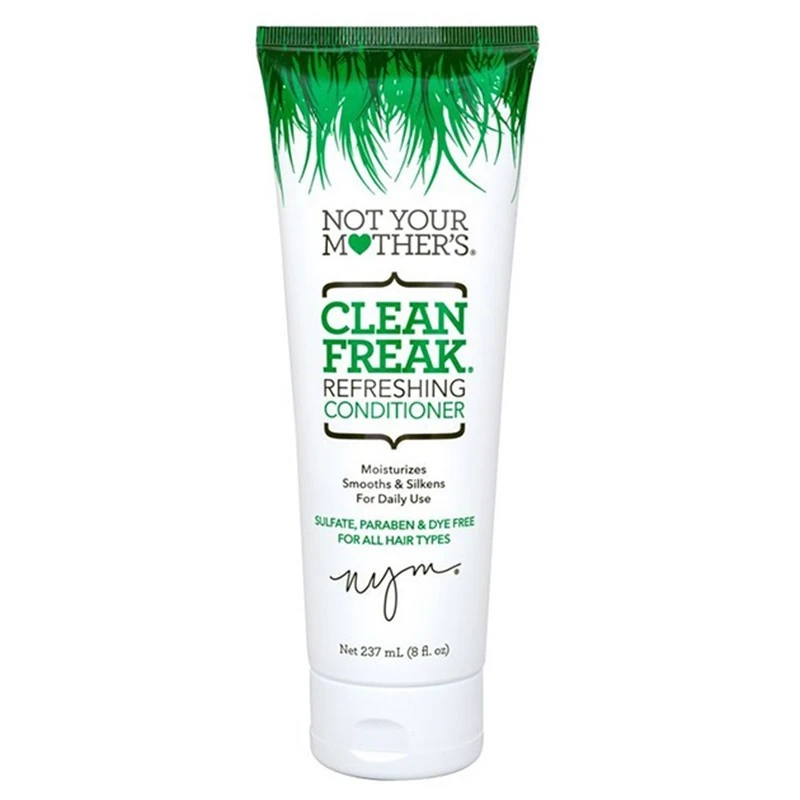 NOT YOUR
MOTHER'S®
CLEAN
FREAK®
REFRESHING
CONDITIONER
Moisturizes
Smooths & Silkens
For Daily Use
SULFATE, PARABEN & DYE FREE
FOR ALL HAIR TYPES
nym®
Net 237 mL (8 fl. oz)